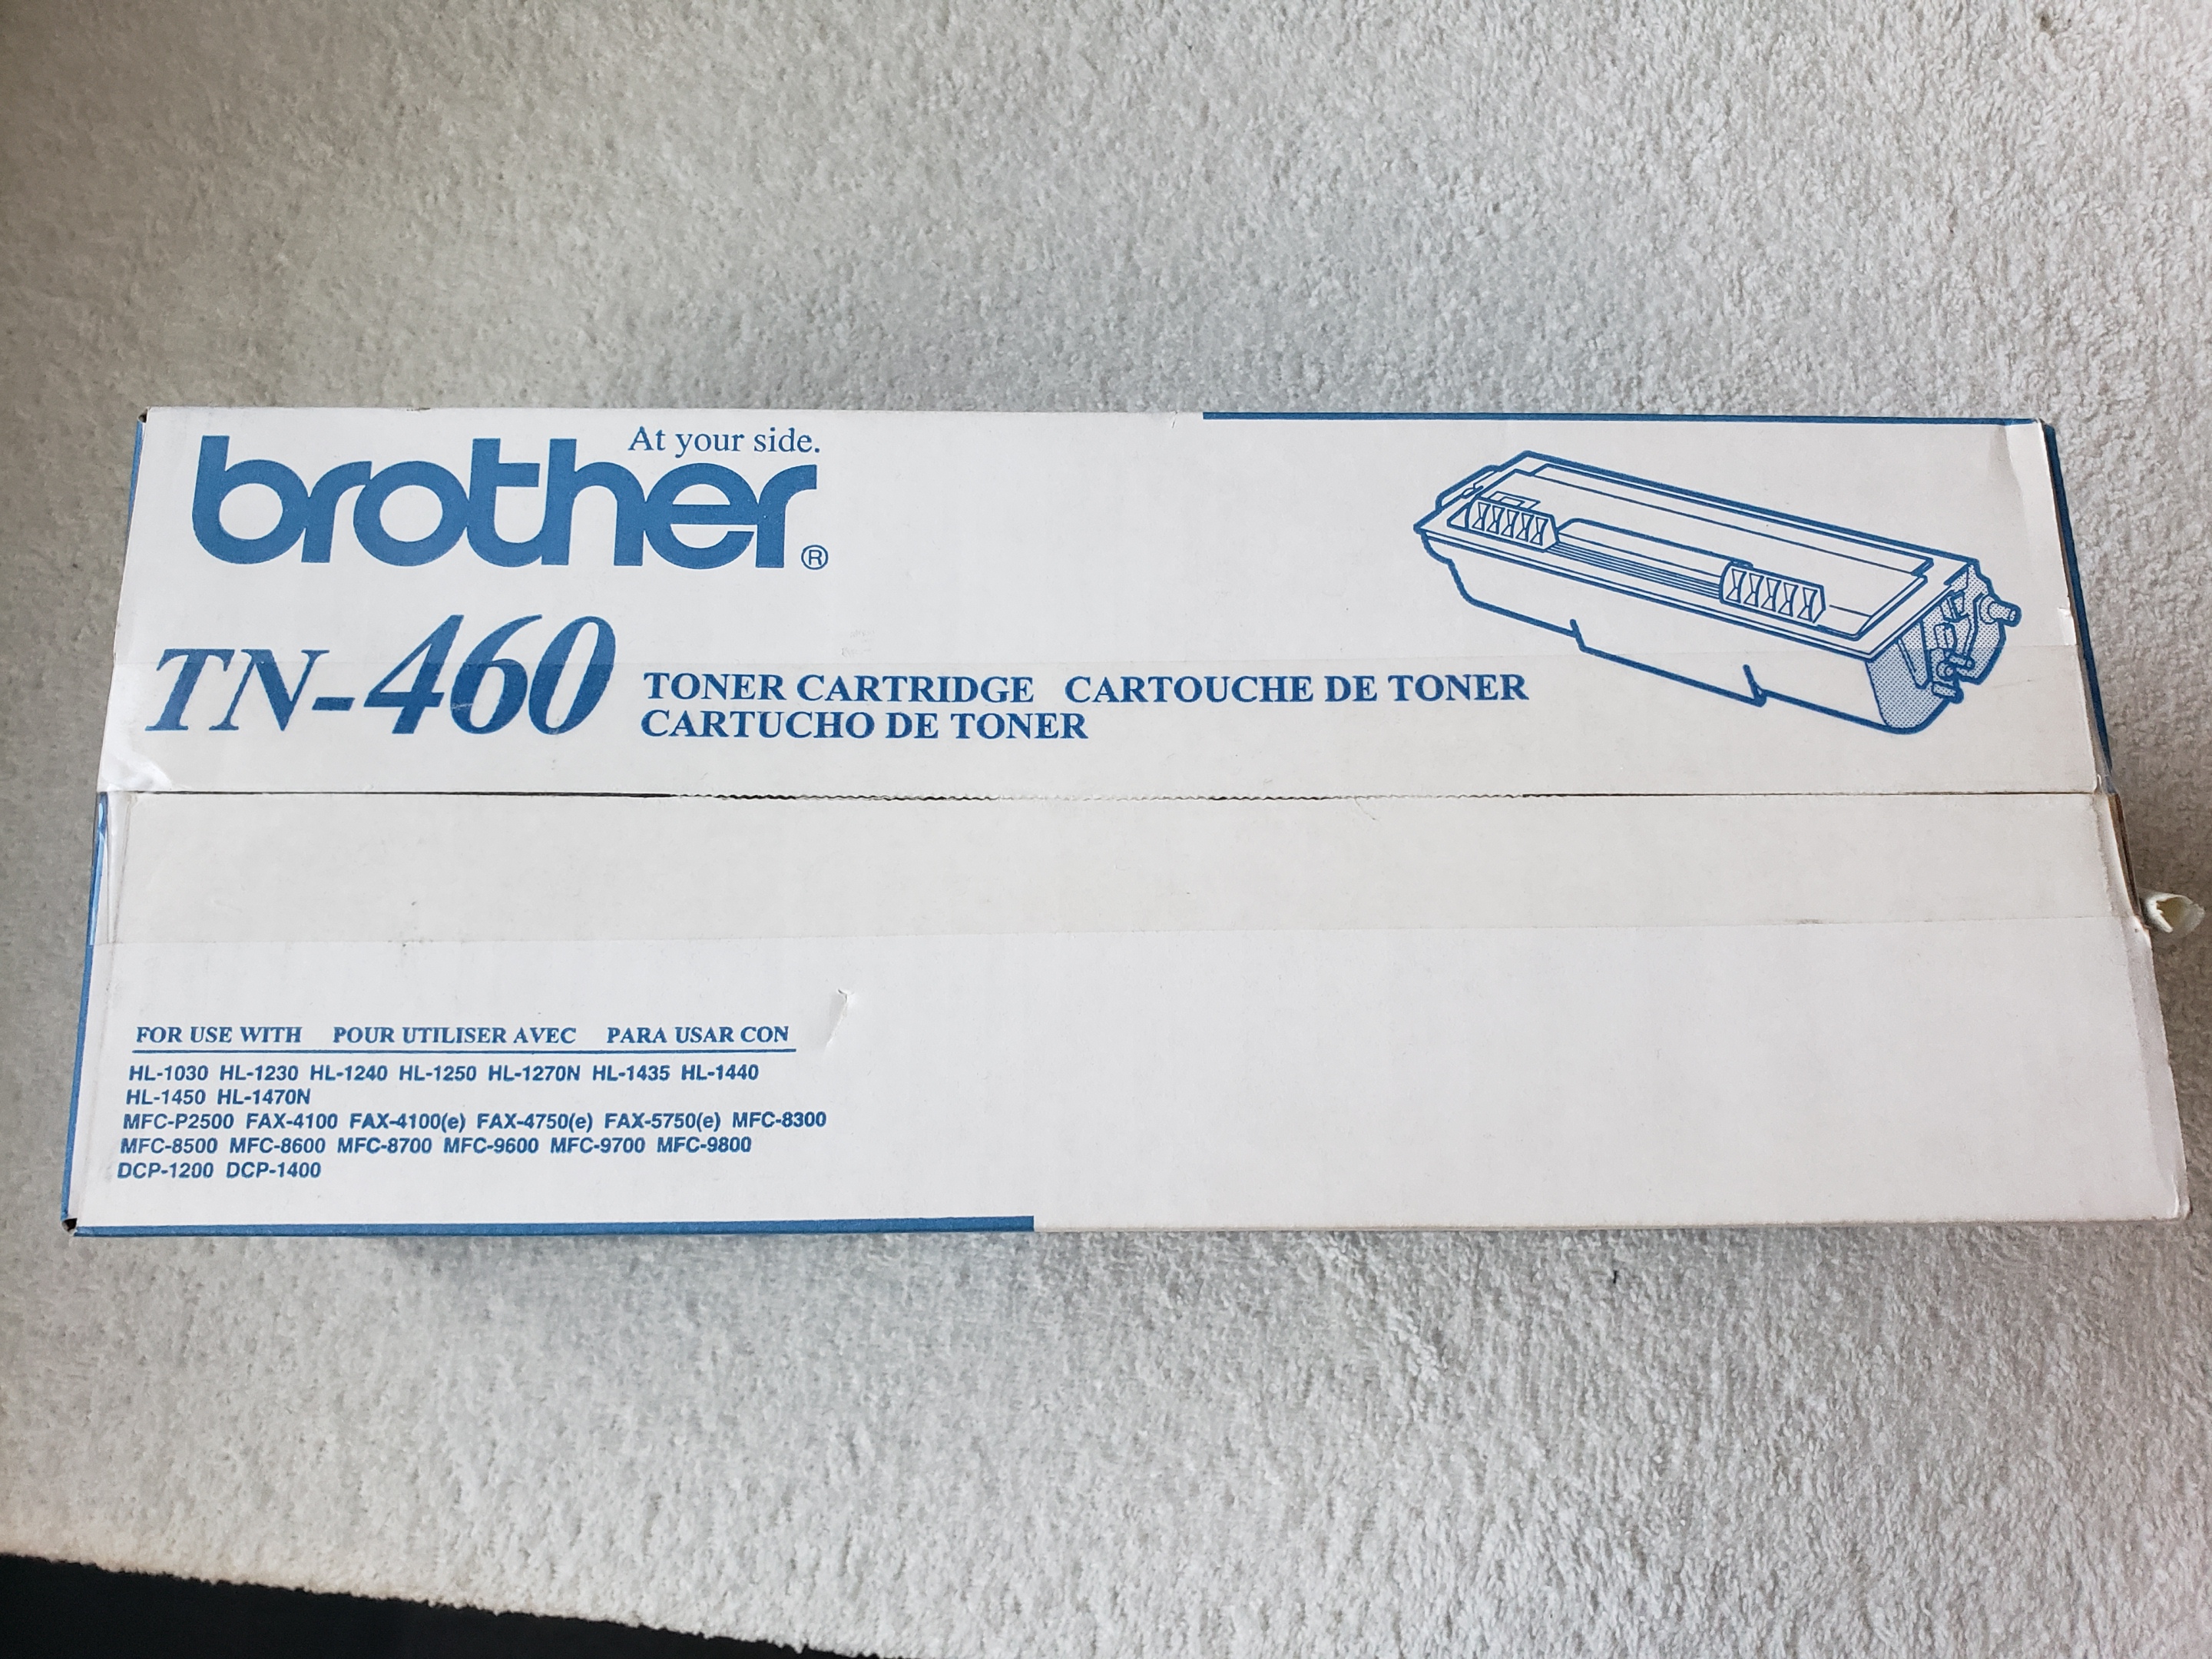 At your side.
brother®
TN-460 TONER CARTRIDGE CARTOUCHE DE TONER
CARTUCHO DE TONER
FOR USE WITH POUR UTILISER AVEC PARA USAR CON
HL-1030 HL-1230 HL-1240 HL-1250 HL-1270N HL-1435 HL-1440
HL-1450 HL-1470N
MFC-P2500 FAX-4100 FAX-4100(e) FAX-4750(e) FAX-5750(e) MFC-8300
MFC-8500 MFC-8600 MFC-8700 MFC-9600 MFC-9700 MFC-9800
DCP-1200 DCP-1400